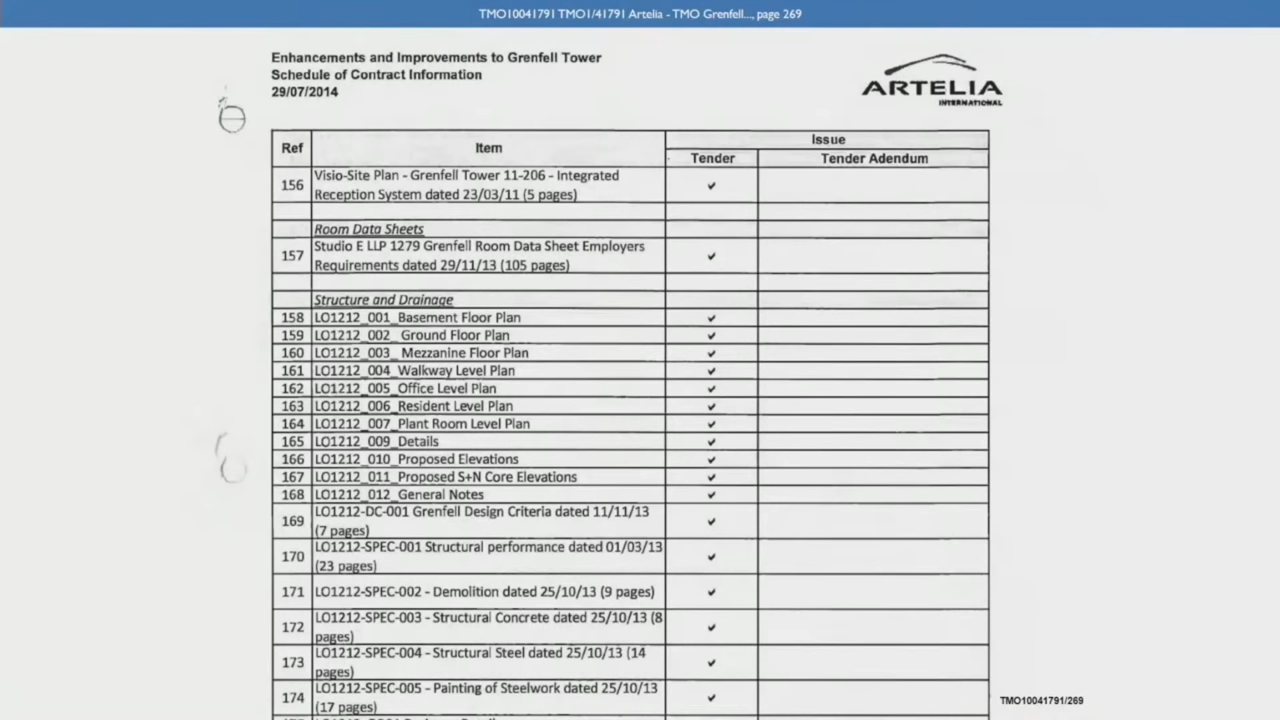 TMO10041791 TMO1/41791 Artelia - TMO Grenfell..., page 269
Enhancements and Improvements to Grenfell Tower
Schedule of Contract Information
29/07/2014
ARTELIA
INTERNATIONAL
Ref Item Issue
Tender Tender Adendum
156 Visio-Site Plan - Grenfell Tower 11-206 - Integrated
Reception System dated 23/03/11 (5 pages) ✓
Room Data Sheets
157 Studio E LLP 1279 Grenfell Room Data Sheet Employers
Requirements dated 29/11/13 (105 pages) ✓
Structure and Drainage
158 LO1212_001_Basement Floor Plan ✓
159 LO1212_002_ Ground Floor Plan ✓
160 LO1212_003_ Mezzanine Floor Plan ✓
161 LO1212_004_Walkway Level Plan ✓
162 LO1212_005_Office Level Plan ✓
163 LO1212_006_Resident Level Plan ✓
164 LO1212_007_Plant Room Level Plan ✓
165 LO1212_009_Details ✓
166 LO1212_010_Proposed Elevations ✓
167 LO1212_011_Proposed S+N Core Elevations ✓
168 LO1212_012_General Notes ✓
169 LO1212-DC-001 Grenfell Design Criteria dated 11/11/13
(7 pages) ✓
170 LO1212-SPEC-001 Structural performance dated 01/03/13
(23 pages) ✓
171 LO1212-SPEC-002 - Demolition dated 25/10/13 (9 pages) ✓
172 LO1212-SPEC-003 - Structural Concrete dated 25/10/13 (8
pages) ✓
173 LO1212-SPEC-004 - Structural Steel dated 25/10/13 (14
pages) ✓
174 LO1212-SPEC-005 - Painting of Steelwork dated 25/10/13
(17 pages) ✓
TMO10041791/269